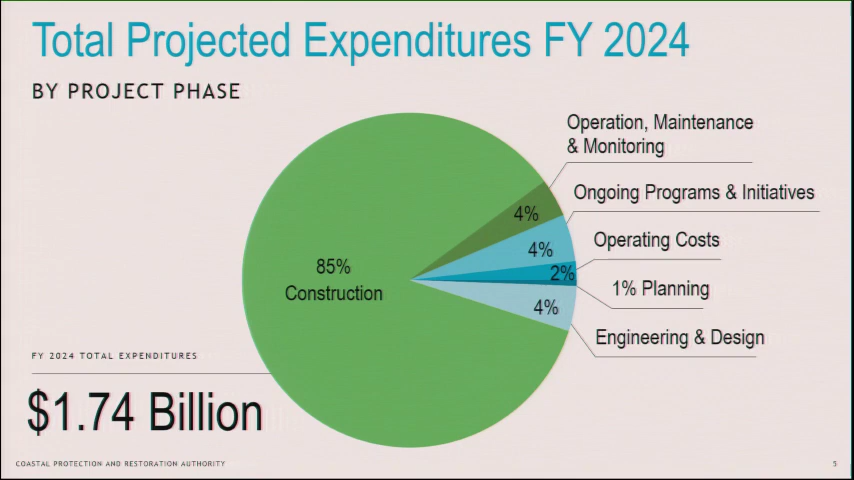 Total Projected Expenditures FY 2024
BY PROJECT PHASE
Operation, Maintenance
& Monitoring
Ongoing Programs & Initiatives
4%
Operating Costs
4%
85%
Construction
2%
1% Planning
4%
Engineering & Design
FY 2024 TOTAL EXPENDITURES
$1.74 Billion
COASTAL PROTECTION AND RESTORATION AUTHORITY
5